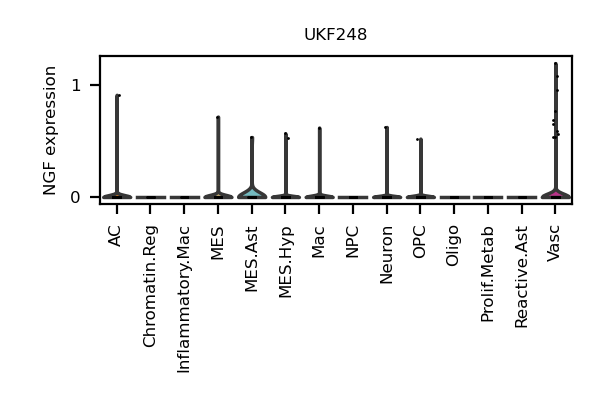 UKF248
NGF expression
1
0
AC
Chromatin.Reg
Inflammatory.Mac
MES
MES.Ast
MES.Hyp
Mac
NPC
Neuron
OPC
Oligo
Prolif.Metab
Reactive.Ast
Vasc